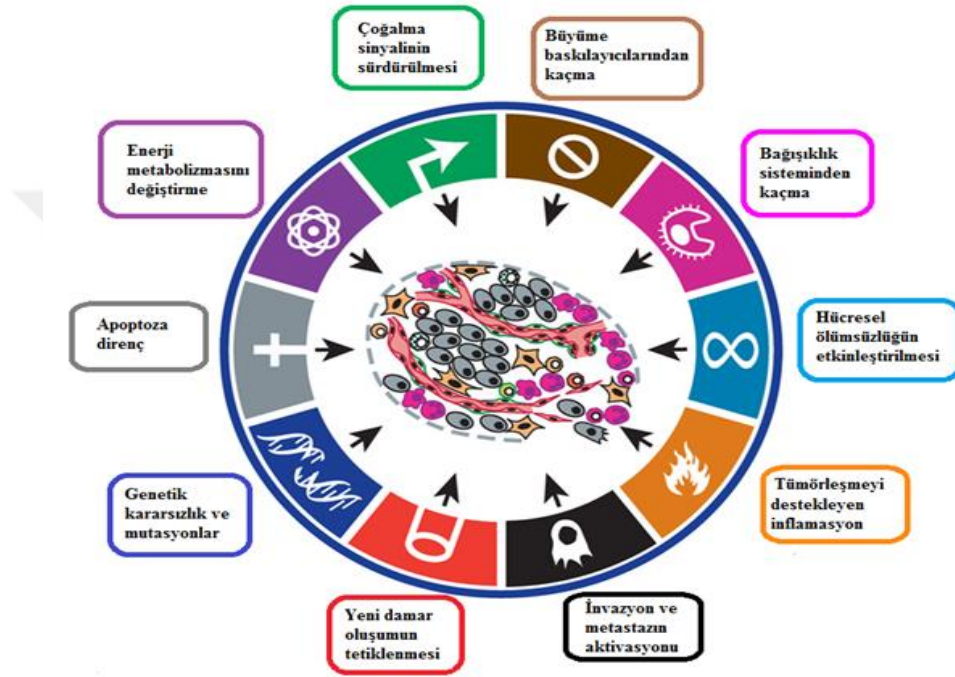 Çoğalma
sinyalinin
sürdürülmesi
Büyüme
baskılayıcılarından
kaçma
Enerji
metabolizmasını
değiştirme
Bağışıklık
sisteminden
kaçma
Apoptoza
direnç
Hücresel
ölümsüzlüğün
etkinleştirilmesi
Genetik
kararsızlık ve
mutasyonlar
Tümörleşmeyi
destekleyen
inflamasyon
Yeni damar
oluşumun
tetiklenmesi
İnvazyon ve
metastazın
aktivasyonu